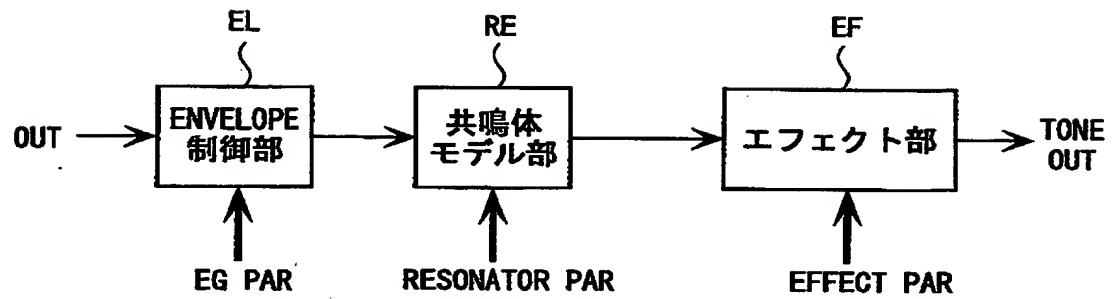 EL
RE
EF
OUT
ENVELOPE
制御部
共鳴体
モデル部
エフェクト部
TONE
OUT
EG PAR
RESONATOR PAR
EFFECT PAR